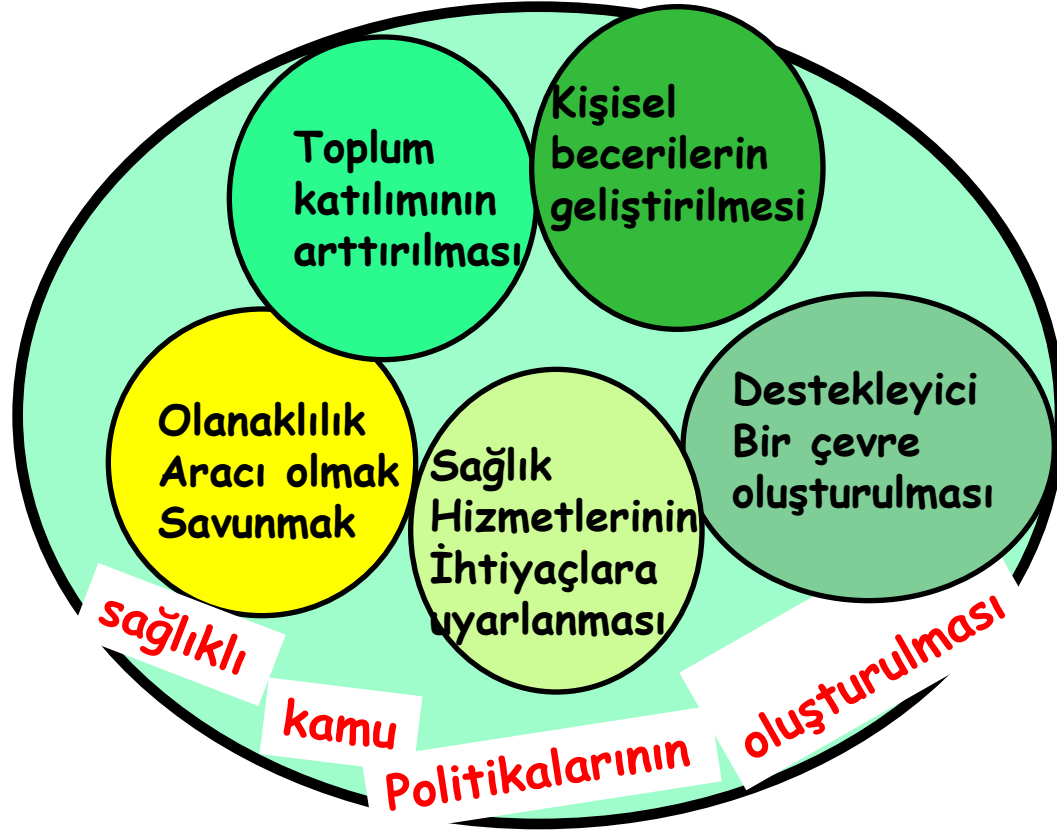 Toplum
katılımının
arttırılması
Kişisel
becerilerin
geliştirilmesi
Olanaklılık
Aracı olmak
Savunmak
Sağlık
Hizmetlerinin
İhtiyaçlara
uyarlanması
Destekleyici
Bir çevre
oluşturulması
sağlıklı
kamu
Politikalarının
oluşturulması